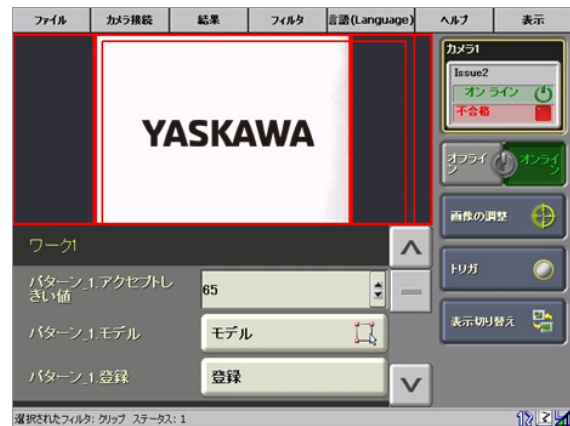 ファイル
カメラ接続
結果
フィルタ
言語(Language)
ヘルプ
表示
YASKAWA
カメラ1
Issue2
オン ライン
不合格
オフライ
ン
オンライ
ン
画像の調整
トリガ
表示切り替え
ワーク1
パターン_1.アクセプトし
きい値
65
パターン_1.モデル
モデル
パターン_1.登録
登録
選択されたフィルタ: クリップ ステータス: 1